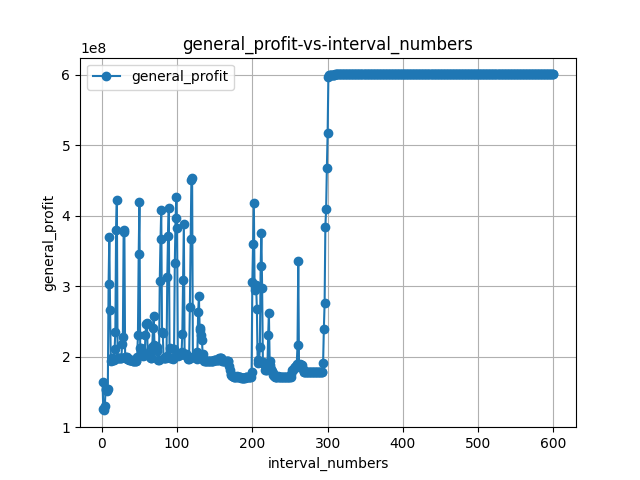 general_profit-vs-interval_numbers
1e8
general_profit
6
5
4
3
2
1
general_profit
0
100
200
300
400
500
600
interval_numbers